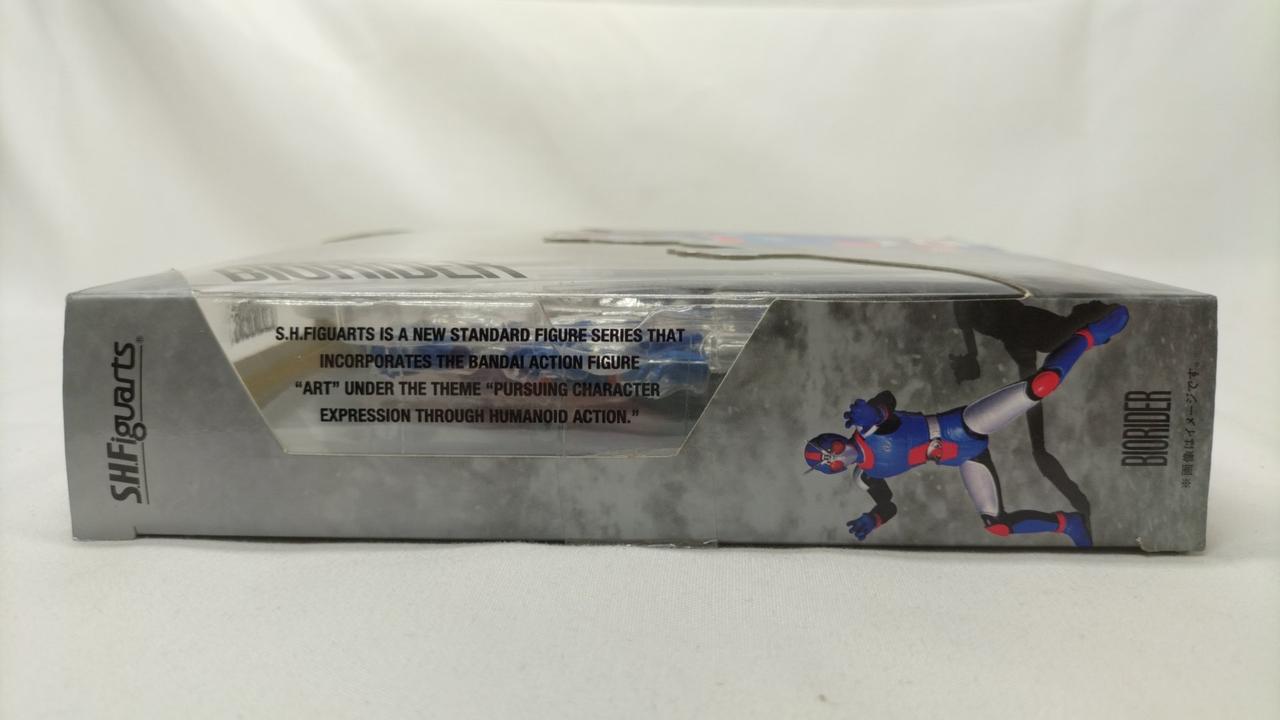 BIORIDER
S.H.Figuarts®
S.H.FIGUARTS IS A NEW STANDARD FIGURE SERIES THAT
INCORPORATES THE BANDAI ACTION FIGURE
“ART” UNDER THE THEME “PURSUING CHARACTER
EXPRESSION THROUGH HUMANOID ACTION.”
BIORIDER
※画像はイメージです。